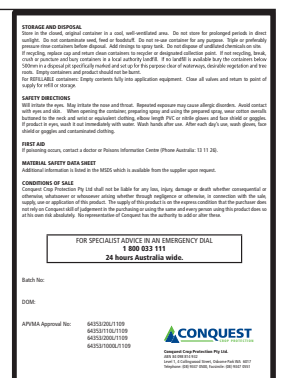 STORAGE AND DISPOSAL
Store in the closed, original container in a cool, well-ventilated area. Do not store for prolonged periods in direct
sunlight. Do not contaminate seed, feed or foodstuffs. Do not re-use container for any purpose. Triple or preferably
pressure rinse containers before disposal. Add rinsings to spray tank. Do not dispose of undiluted chemicals on site.
If recycling, replace cap and return clean containers to recycler or designated collection point. If not recycling, break,
crush or puncture and bury containers in a local authority landfill. If no landfill is available bury the containers below
500mm in a disposal pit specifically marked and set up for this purpose clear of waterways, desirable vegetation and tree
roots. Empty containers and product should not be burnt.
For REFILLABLE containers: Empty contents fully into application equipment. Close all valves and return to point of
supply for refill or storage.
SAFETY DIRECTIONS
Will irritate the eyes. May irritate the nose and throat. Repeated exposure may cause allergic disorders. Avoid contact
with eyes and skin. When opening the container, preparing spray and using the prepared spray, wear cotton overalls
buttoned to the neck and wrist or equivalent clothing, elbow length PVC or nitrile gloves and face shield or goggles.
If product in eyes, wash it out immediately with water. Wash hands after use. After each day's use, wash gloves, face
shield or goggles and contaminated clothing.
FIRST AID
If poisoning occurs, contact a doctor or Poisons Information Centre (Phone Australia: 13 11 26).
MATERIAL SAFETY DATA SHEET
Additional information is listed in the MSDS which is available from the supplier upon request.
CONDITIONS OF SALE
Conquest Crop Protection Pty Ltd shall not be liable for any loss, injury, damage or death whether consequential or
otherwise, whatsoever or howsoever arising whether through negligence or otherwise, in connection with the sale,
supply, use or application of this product. The supply of this product is on the express condition that the purchaser does
not rely on Conquest skill of judgement in the purchasing or using the same and every person using this product does so
at his own risk absolutely. No representative of Conquest has the authority to add or alter these.
FOR SPECIALIST ADVICE IN AN EMERGENCY DIAL
1 800 033 111
24 hours Australia wide.
Batch No:
DOM:
APVMA Approval No: 64353/20L/1109
64353/110L/1109
64353/200L/1109
64353/1000L/1109
CONQUEST
CROP PROTECTION
Conquest Crop Protection Pty Ltd.